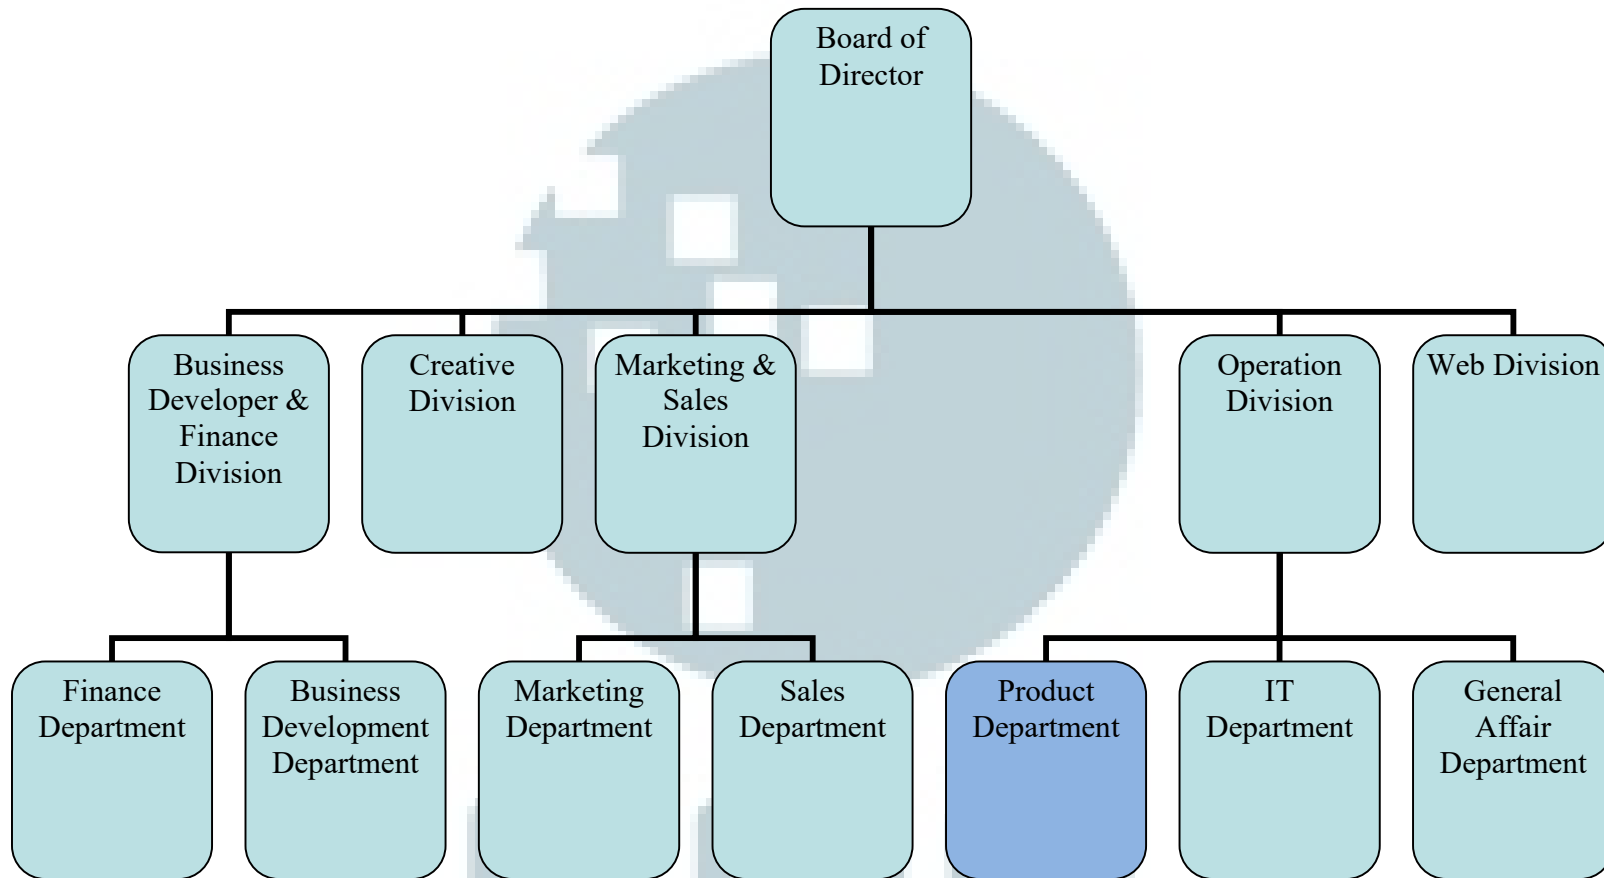 Board of
Director
Business
Developer &
Finance
Division
Creative
Division
Marketing &
Sales
Division
Operation
Division
Web Division
Finance
Department
Business
Development
Department
Marketing
Department
Sales
Department
Product
Department
IT
Department
General
Affair
Department